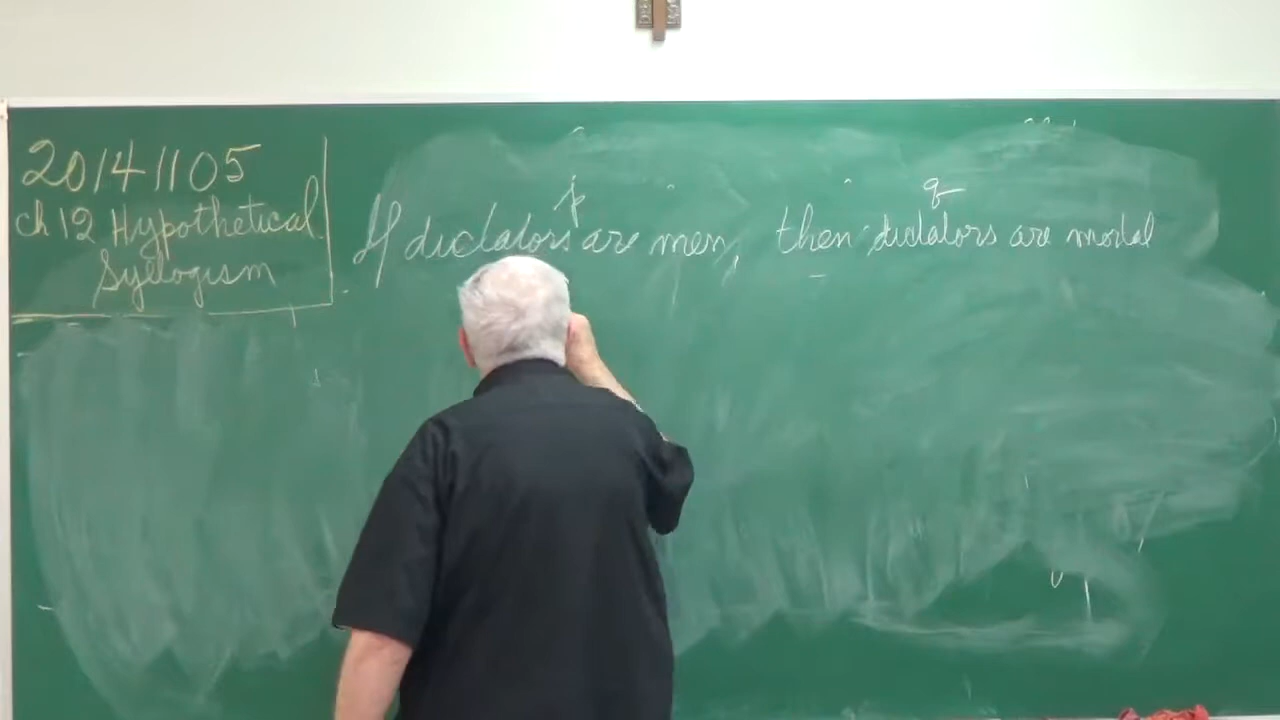 20141105
ch 12 Hypothetical
Syllogism
p q
If dictators are men, then dictators are mortal